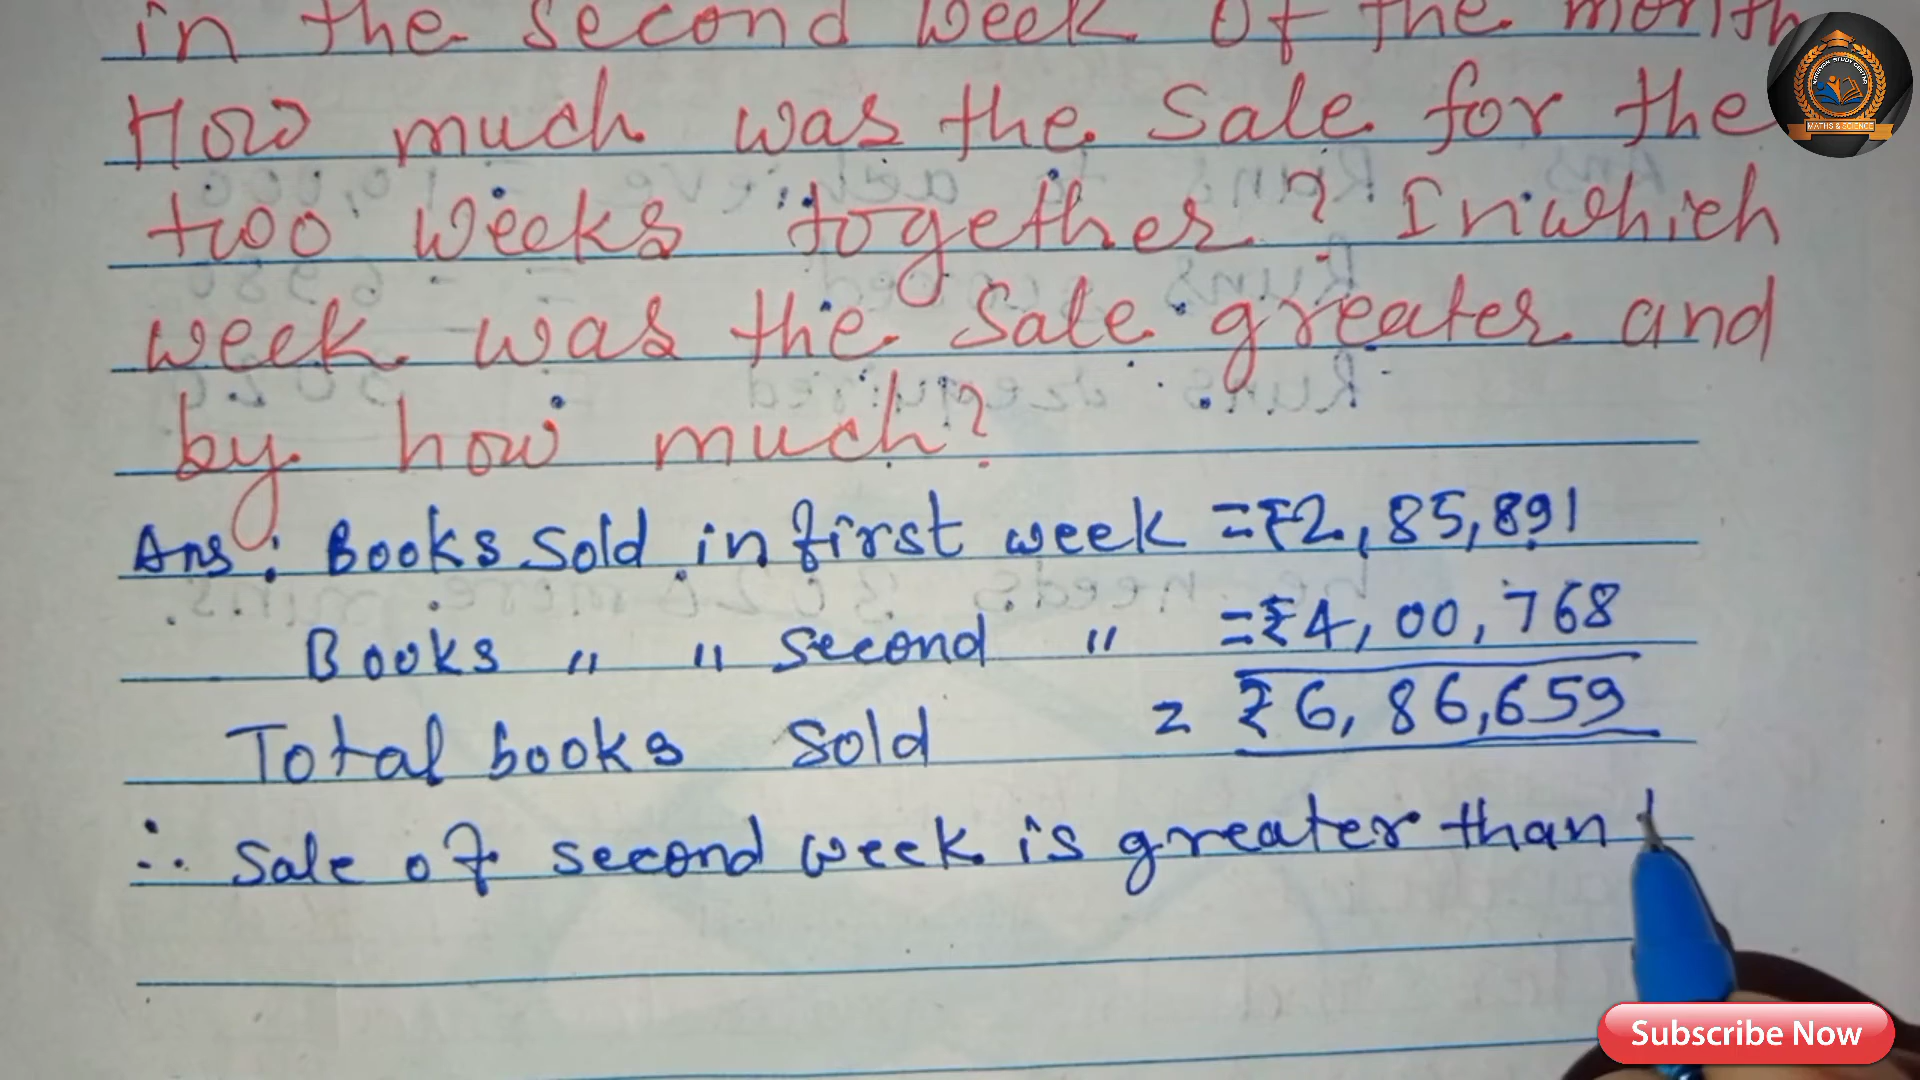 in the second week of the month
How much was the Sale for the
two weeks together? In which
week was the Sale greater and
by how much?
Ans: Books Sold in first week = ₹2,85,891
Books " " second " = ₹4,00,768
Total books sold = ₹6,86,659
∴ Sale of second week is greater than
MATHS & SCIENCE
Subscribe Now